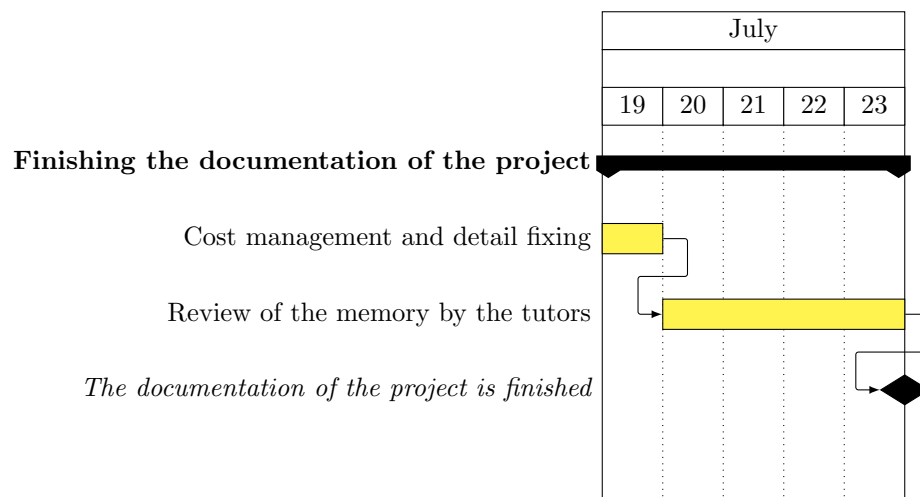 July
19 20 21 22 23
Finishing the documentation of the project
Cost management and detail fixing
Review of the memory by the tutors
The documentation of the project is finished